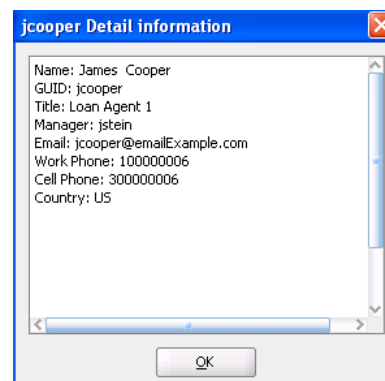 jcooper Detail information
Name: James  Cooper
GUID: jcooper
Title: Loan Agent 1
Manager: jstein
Email: jcooper@emailExample.com
Work Phone: 100000006
Cell Phone: 300000006
Country: US
OK